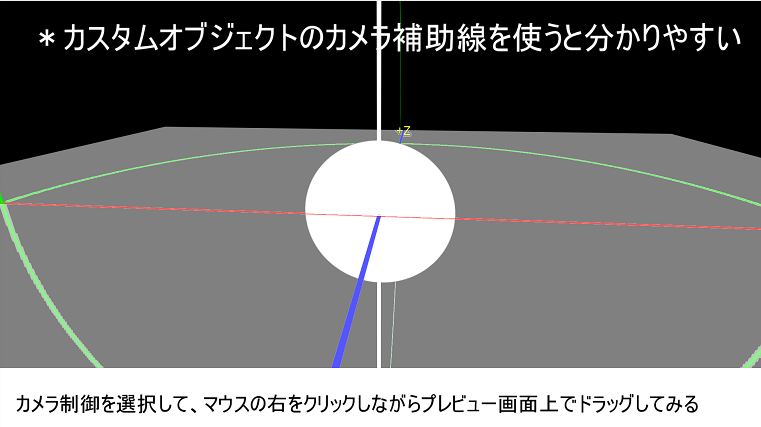 ＊カスタムオブジェクトのカメラ補助線を使うと分かりやすい
+Z
カメラ制御を選択して、マウスの右をクリックしながらプレビュー画面上でドラッグしてみる